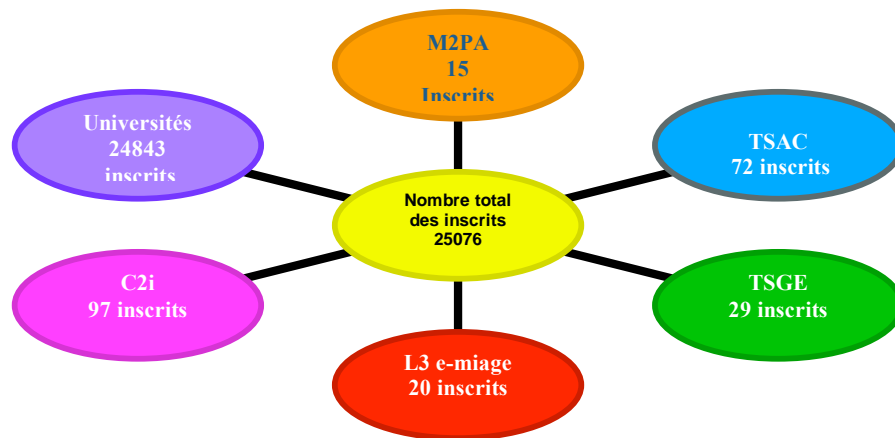 M2PA
15
Inscrits
Universités
24843
inscrits
TSAC
72 inscrits
Nombre total
des inscrits
25076
C2i
97 inscrits
TSGE
29 inscrits
L3 e-miage
20 inscrits